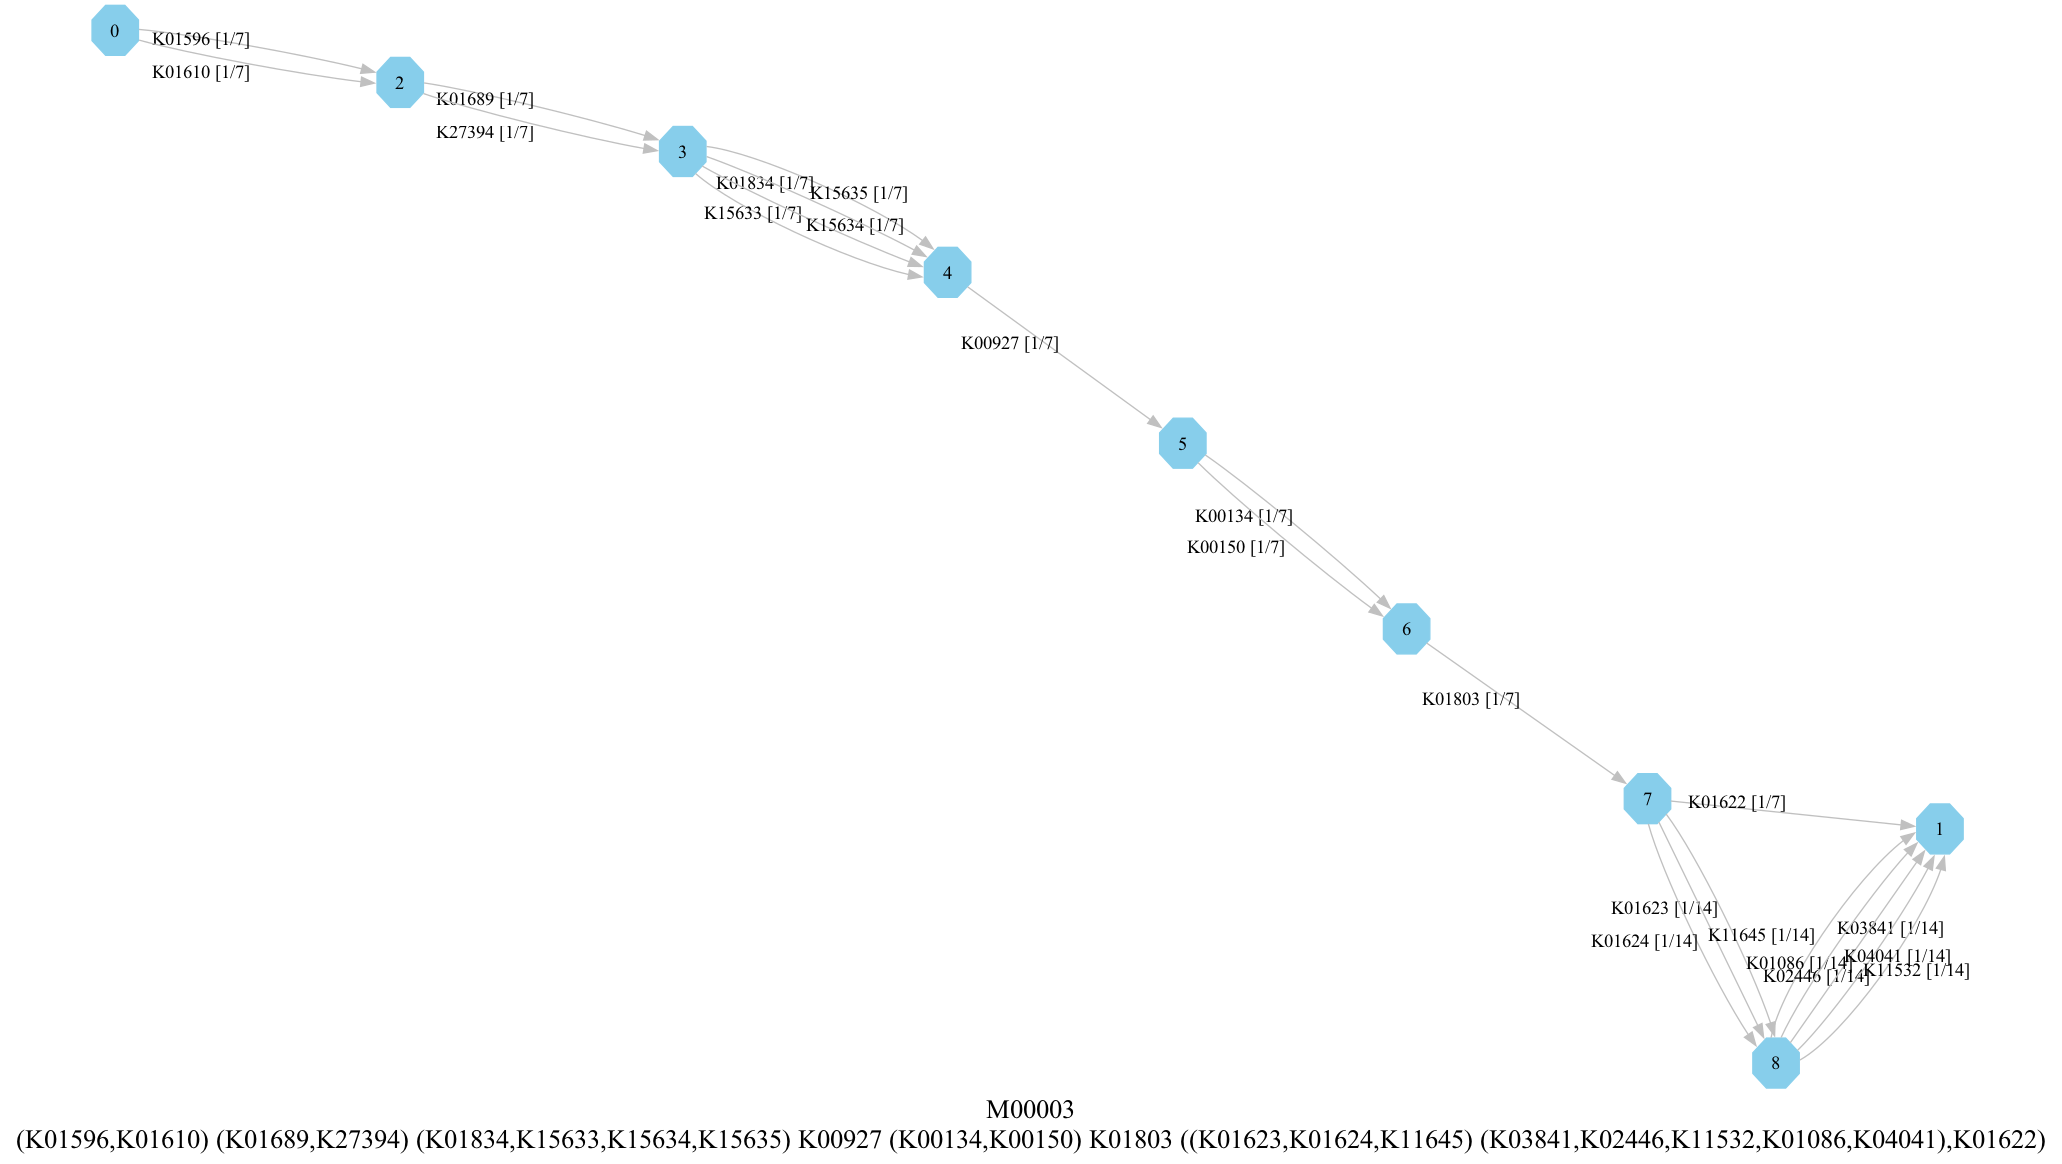 0
K01596 [1/7]
K01610 [1/7]
2
K01689 [1/7]
K27394 [1/7]
3
K01834 [1/7]
K15635 [1/7]
K15633 [1/7]
K15634 [1/7]
4
K00927 [1/7]
5
K00134 [1/7]
K00150 [1/7]
6
K01803 [1/7]
7
K01622 [1/7]
1
K01623 [1/14]
K01624 [1/14]
K11645 [1/14]
K03841 [1/14]
K04041 [1/14]
K01086 [1/14]
K11532 [1/14]
K02446 [1/14]
8
M00003
(K01596,K01610) (K01689,K27394) (K01834,K15633,K15634,K15635) K00927 (K00134,K00150) K01803 ((K01623,K01624,K11645) (K03841,K02446,K11532,K01086,K04041),K01622)